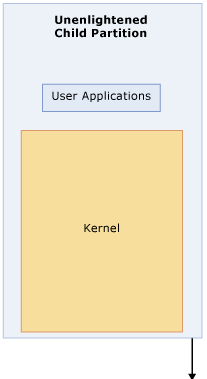 Unenlightened
Child Partition
User Applications
Kernel